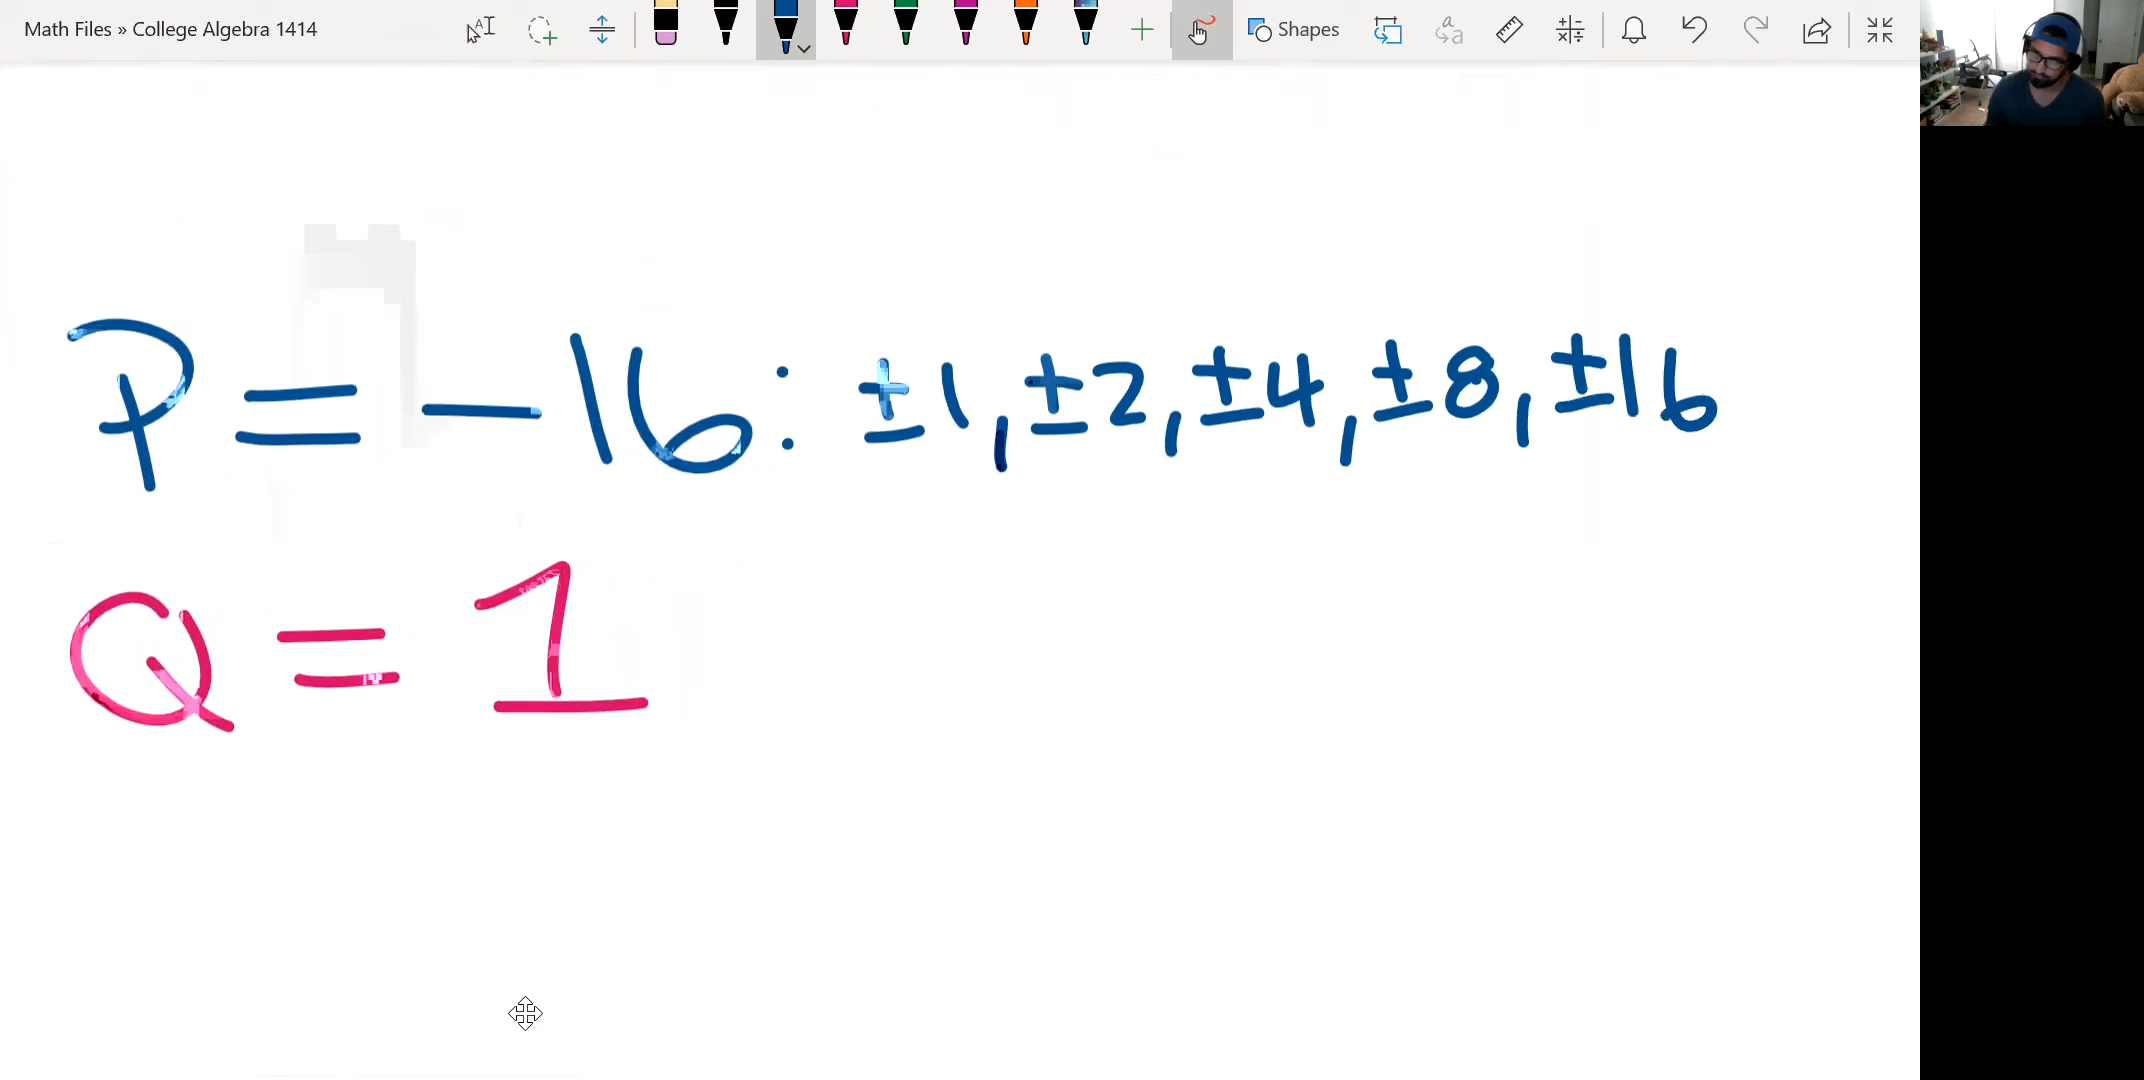 Math Files » College Algebra 1414 Shapes
P = -16: ±1, ±2, ±4, ±8, ±16
Q = 1